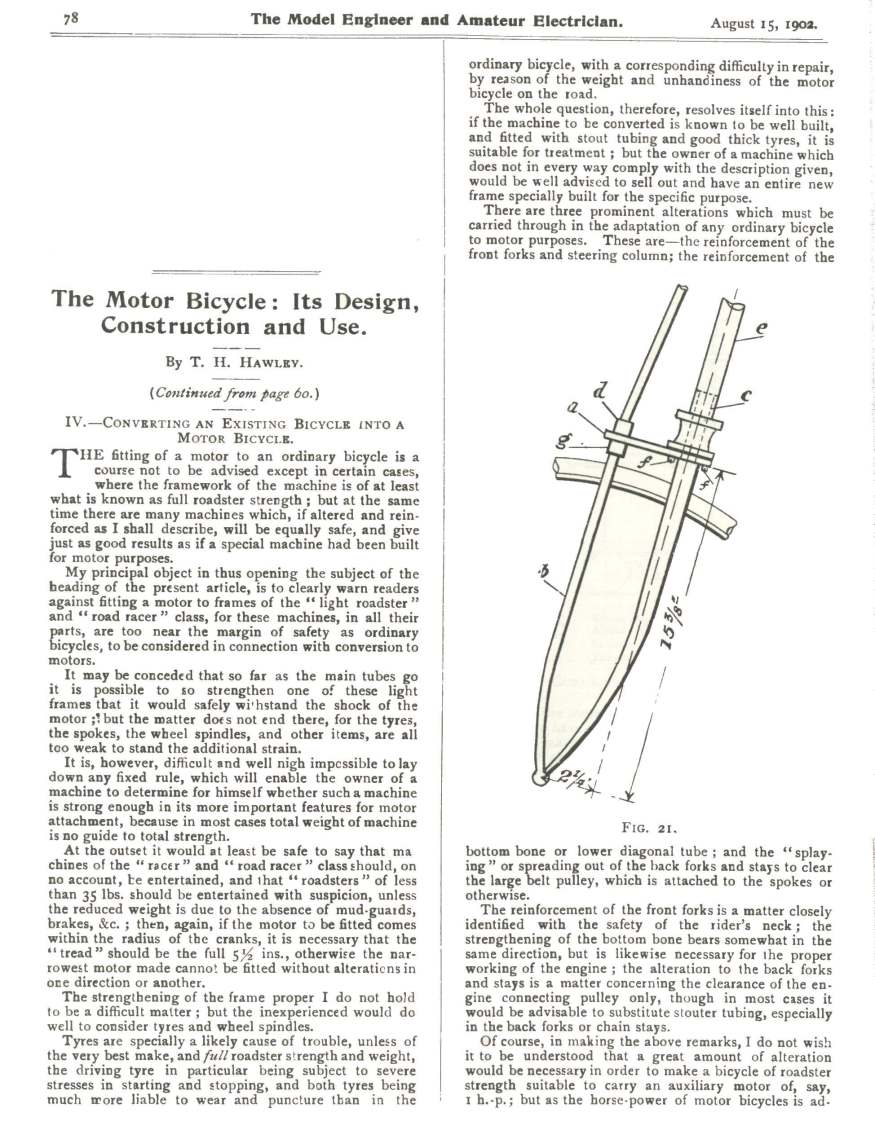 78
The Model Engineer and Amateur Electrician.
August 15, 1902.
The Motor Bicycle: Its Design,
Construction and Use.
By T. H. HAWLEY.
(Continued from page 60.)
IV.—CONVERTING AN EXISTING BICYCLE INTO A
MOTOR BICYCLE.
THE fitting of a motor to an ordinary bicycle is a
course not to be advised except in certain cases,
where the framework of the machine is of at least
what is known as full roadster strength; but at the same
time there are many machines which, if altered and rein-
forced as I shall describe, will be equally safe, and give
just as good results as if a special machine had been built
for motor purposes.
My principal object in thus opening the subject of the
heading of the present article, is to clearly warn readers
against fitting a motor to frames of the "light roadster"
and "road racer" class, for these machines, in all their
parts, are too near the margin of safety as ordinary
bicycles, to be considered in connection with conversion to
motors.
It may be conceded that so far as the main tubes go
it is possible to so strengthen one of these light
frames that it would safely wi'hstand the shock of the
motor; but the matter does not end there, for the tyres,
the spokes, the wheel spindles, and other items, are all
too weak to stand the additional strain.
It is, however, difficult and well nigh impossible to lay
down any fixed rule, which will enable the owner of a
machine to determine for himself whether such a machine
is strong enough in its more important features for motor
attachment, because in most cases total weight of machine
is no guide to total strength.
At the outset it would at least be safe to say that ma
chines of the "racer" and "road racer" class should, on
no account, be entertained, and that "roadsters" of less
than 35 lbs. should be entertained with suspicion, unless
the reduced weight is due to the absence of mud-guards,
brakes, &c.; then, again, if the motor to be fitted comes
within the radius of the cranks, it is necessary that the
"tread" should be the full 5½ ins., otherwise the nar-
rowest motor made cannot be fitted without alterations in
one direction or another.
The strengthening of the frame proper I do not hold
to be a difficult matter; but the inexperienced would do
well to consider tyres and wheel spindles.
Tyres are specially a likely cause of trouble, unless of
the very best make, and full roadster strength and weight,
the driving tyre in particular being subject to severe
stresses in starting and stopping, and both tyres being
much more liable to wear and puncture than in the
ordinary bicycle, with a corresponding difficulty in repair,
by reason of the weight and unhandiness of the motor
bicycle on the road.
The whole question, therefore, resolves itself into this:
if the machine to be converted is known to be well built,
and fitted with stout tubing and good thick tyres, it is
suitable for treatment; but the owner of a machine which
does not in every way comply with the description given,
would be well advised to sell out and have an entire new
frame specially built for the specific purpose.
There are three prominent alterations which must be
carried through in the adaptation of any ordinary bicycle
to motor purposes. These are—the reinforcement of the
front forks and steering column; the reinforcement of the
e
d
c
a
g
f
f
b
15 3/8"
2 1/2"
FIG. 21.
bottom bone or lower diagonal tube; and the "splay-
ing" or spreading out of the back forks and stays to clear
the large belt pulley, which is attached to the spokes or
otherwise.
The reinforcement of the front forks is a matter closely
identified with the safety of the rider's neck; the
strengthening of the bottom bone bears somewhat in the
same direction, but is likewise necessary for the proper
working of the engine; the alteration to the back forks
and stays is a matter concerning the clearance of the en-
gine connecting pulley only, though in most cases it
would be advisable to substitute stouter tubing, especially
in the back forks or chain stays.
Of course, in making the above remarks, I do not wish
it to be understood that a great amount of alteration
would be necessary in order to make a bicycle of roadster
strength suitable to carry an auxiliary motor of, say,
1 h.-p.; but as the horse-power of motor bicycles is ad-